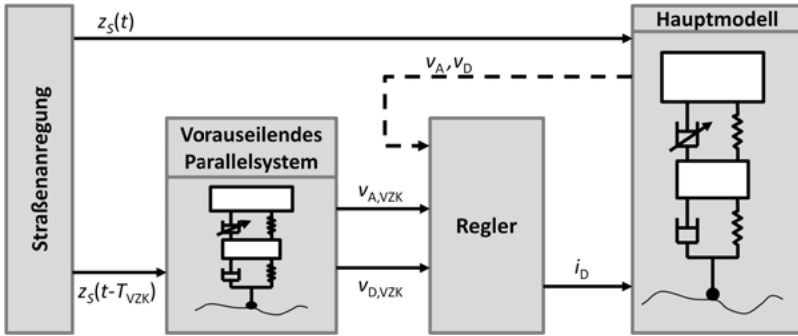 Straßenanregung
z_S(t)
Hauptmodell
v_A, v_D
Vorauseilendes
Parallelsystem
v_A,VZK
Regler
v_D,VZK
i_D
z_S(t-T_VZK)